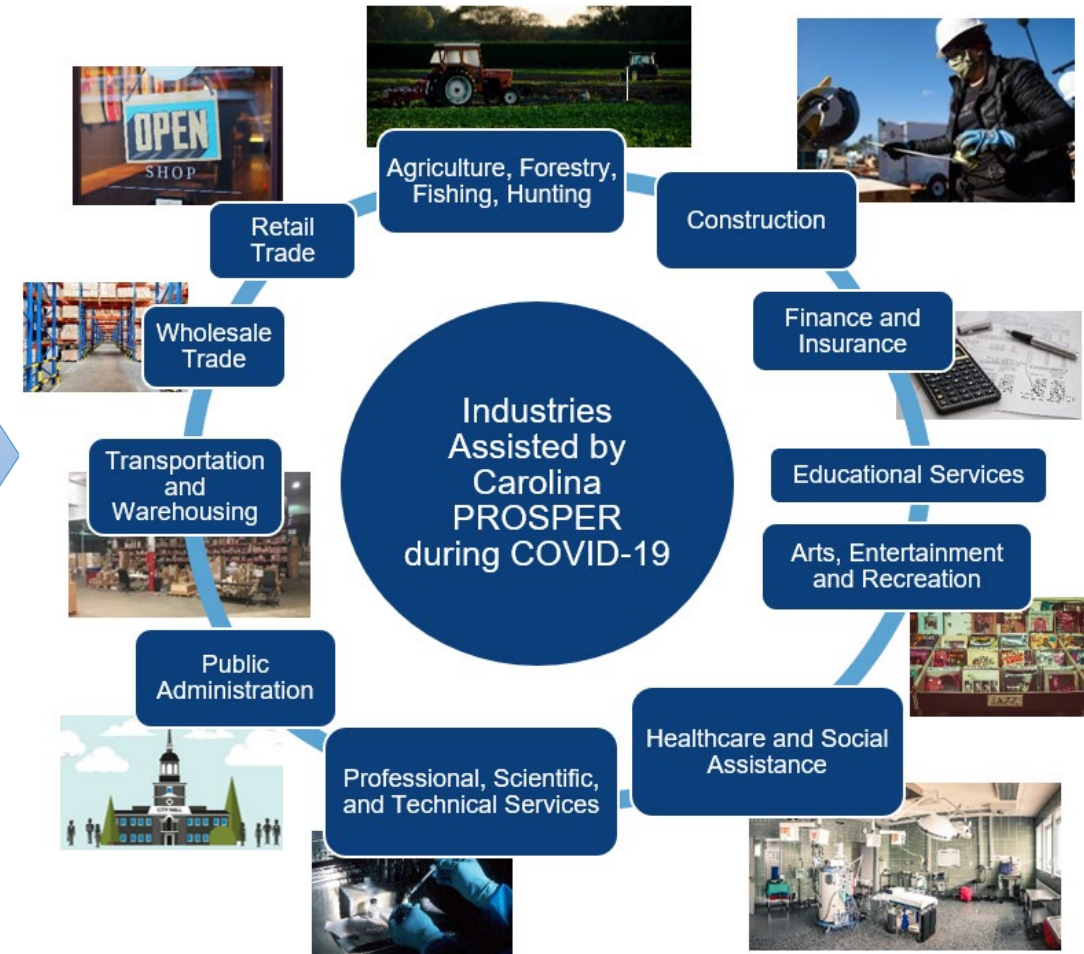 OPEN
SHOP
Agriculture, Forestry,
Fishing, Hunting
Construction
Retail
Trade
Finance and
Insurance
Wholesale
Trade
Industries
Assisted by
Carolina
PROSPER
during COVID-19
Transportation
and
Warehousing
Educational Services
Arts, Entertainment
and Recreation
Public
Administration
Healthcare and Social
Assistance
Professional, Scientific,
and Technical Services
CITY HALL
JAZZ